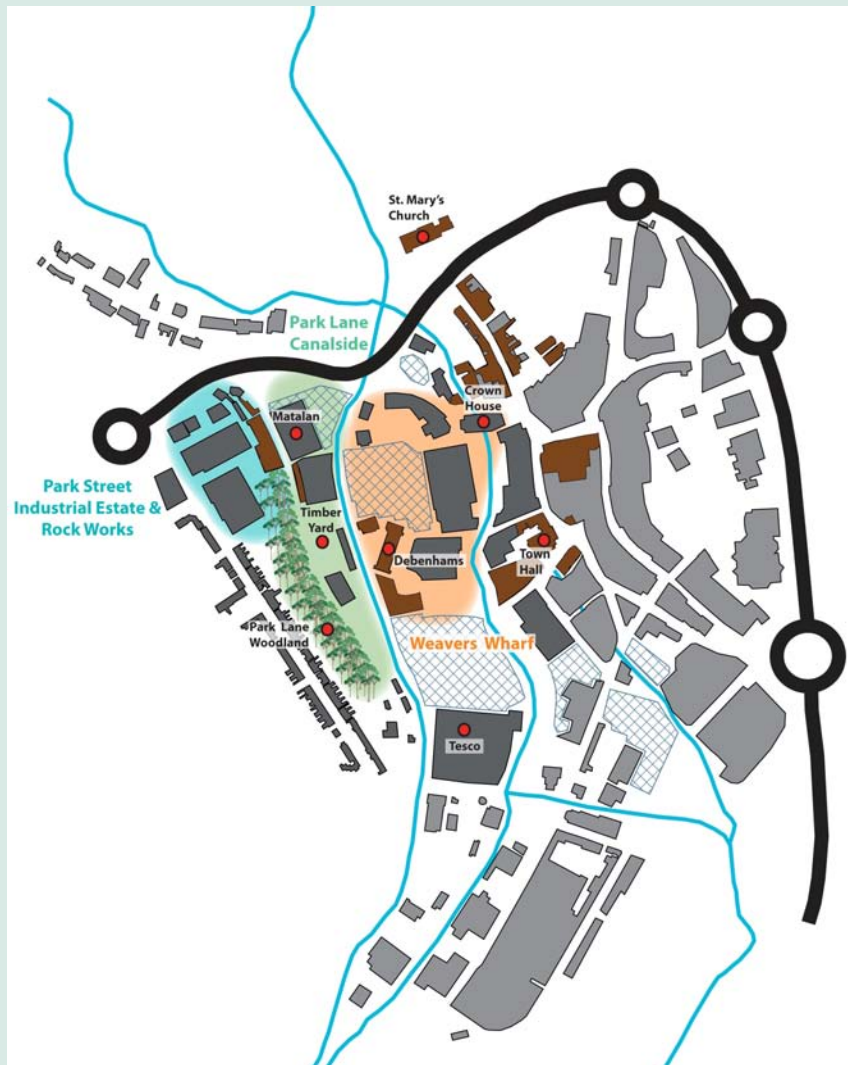 St. Mary's
Church
Park Lane
Canalside
Crown
House
Matalan
Park Street
Industrial Estate &
Rock Works
Timber
Yard
Debenhams
Town
Hall
Park Lane
Woodland
Weavers Wharf
Tesco